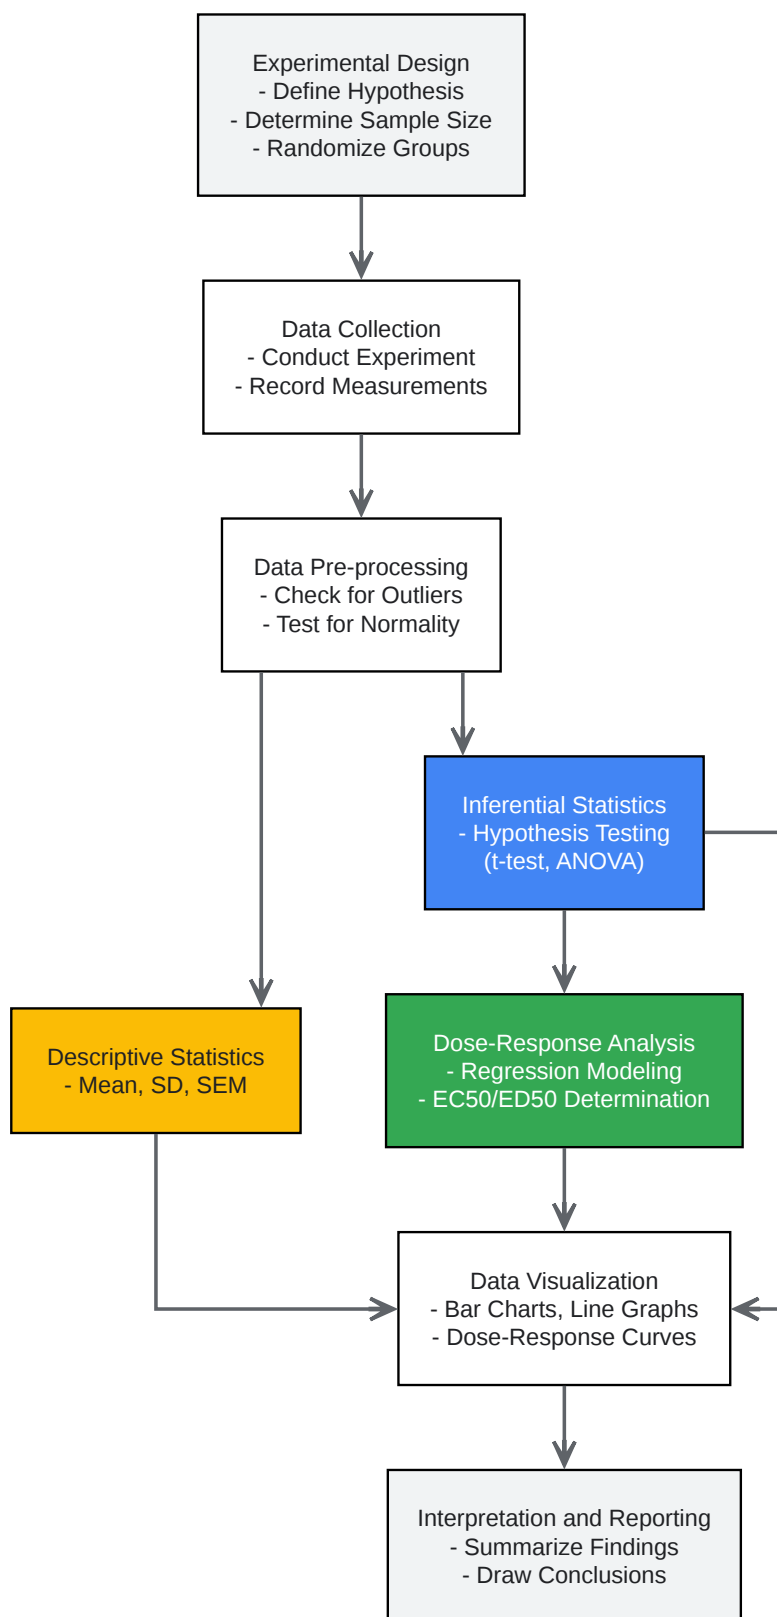 Experimental Design
- Define Hypothesis
- Determine Sample Size
- Randomize Groups
Data Collection
- Conduct Experiment
- Record Measurements
Data Pre-processing
- Check for Outliers
- Test for Normality
Inferential Statistics
- Hypothesis Testing
(t-test, ANOVA)
Descriptive Statistics
- Mean, SD, SEM
Dose-Response Analysis
- Regression Modeling
- EC50/ED50 Determination
Data Visualization
- Bar Charts, Line Graphs
- Dose-Response Curves
Interpretation and Reporting
- Summarize Findings
- Draw Conclusions